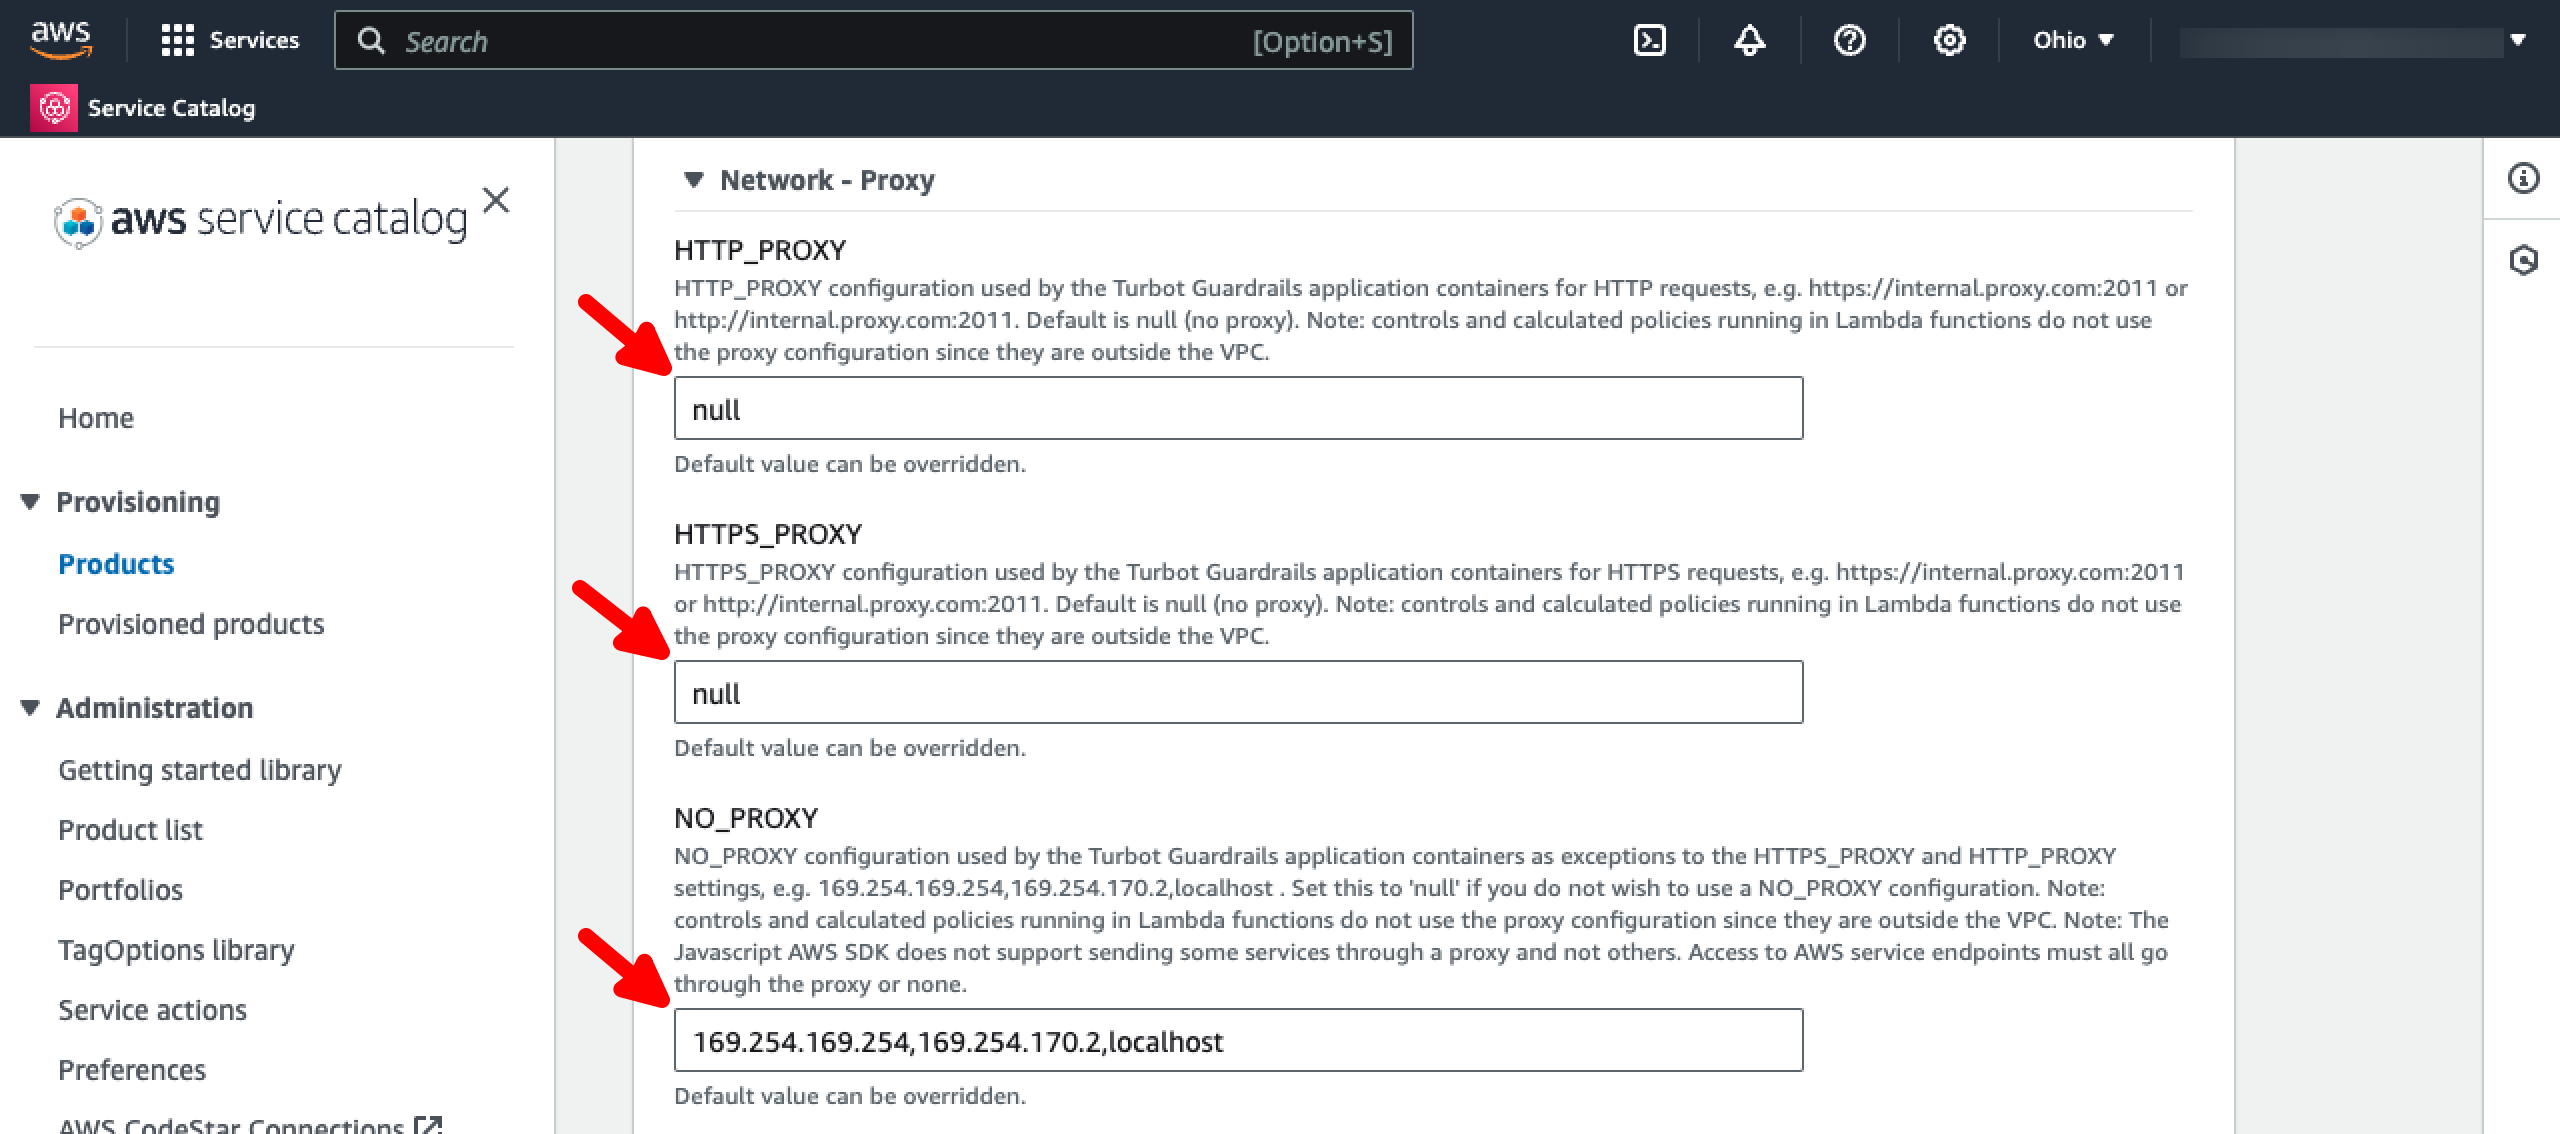 aws
Services
Search
[Option+S]
Ohio
Service Catalog
aws service catalog
Home
Provisioning
Products
Provisioned products
Administration
Getting started library
Product list
Portfolios
TagOptions library
Service actions
Preferences
AWS CodeStar Connections
Network - Proxy
HTTP_PROXY
HTTP_PROXY configuration used by the Turbot Guardrails application containers for HTTP requests, e.g. https://internal.proxy.com:2011 or
http://internal.proxy.com:2011. Default is null (no proxy). Note: controls and calculated policies running in Lambda functions do not use
the proxy configuration since they are outside the VPC.
null
Default value can be overridden.
HTTPS_PROXY
HTTPS_PROXY configuration used by the Turbot Guardrails application containers for HTTPS requests, e.g. https://internal.proxy.com:2011
or http://internal.proxy.com:2011. Default is null (no proxy). Note: controls and calculated policies running in Lambda functions do not use
the proxy configuration since they are outside the VPC.
null
Default value can be overridden.
NO_PROXY
NO_PROXY configuration used by the Turbot Guardrails application containers as exceptions to the HTTPS_PROXY and HTTP_PROXY
settings, e.g. 169.254.169.254,169.254.170.2,localhost . Set this to 'null' if you do not wish to use a NO_PROXY configuration. Note:
controls and calculated policies running in Lambda functions do not use the proxy configuration since they are outside the VPC. Note: The
Javascript AWS SDK does not support sending some services through a proxy and not others. Access to AWS service endpoints must all go
through the proxy or none.
169.254.169.254,169.254.170.2,localhost
Default value can be overridden.